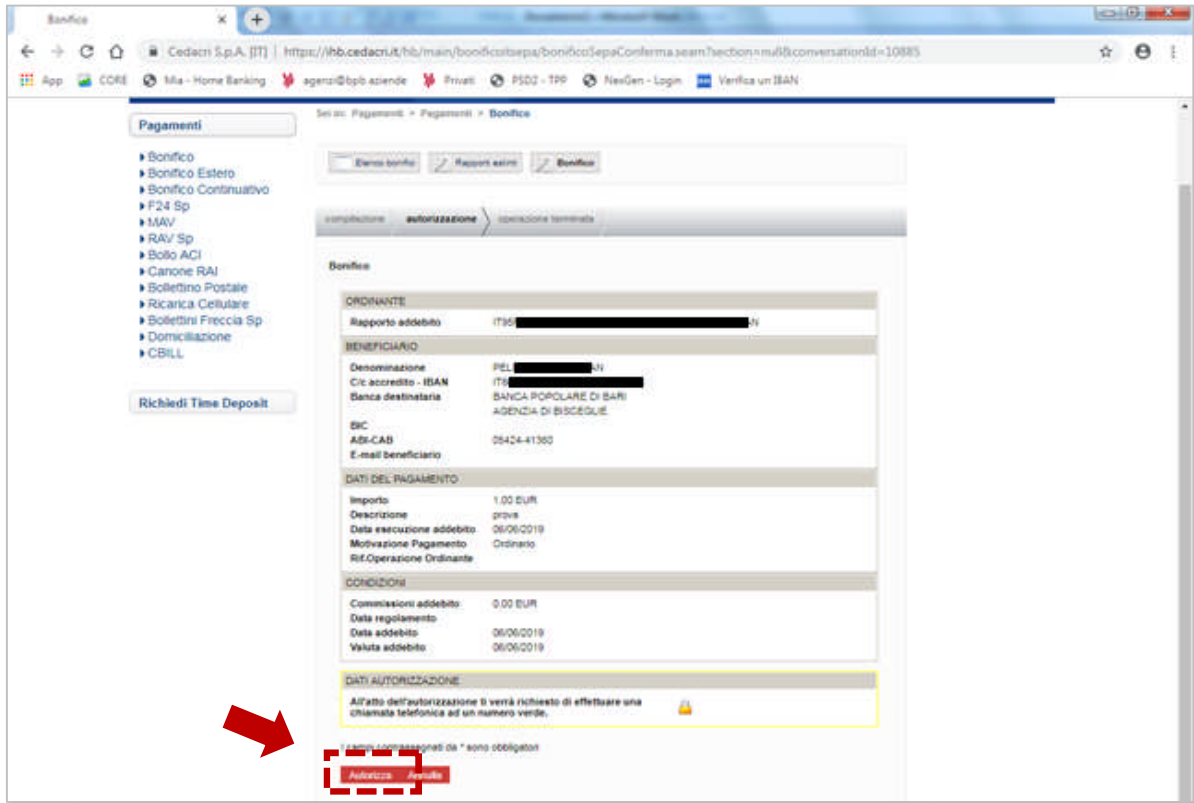 Bonifico
Cedacri S.p.A. [IT] | https://ihb.cedacri.it/hb/main/bonificoitsepa/bonificoSepaConferma.seam?section=null&conversationId=10885
App CORE Mia - Home Banking agenzi@bpb aziende Privati PSD2 - TPP NexGen - Login Verifica un IBAN
Sei in: Pagamenti > Pagamenti > Bonifico
Pagamenti
Bonifico
Bonifico Estero
Bonifico Continuativo
F24 Sp
MAV
RAV Sp
Bollo ACI
Canone RAI
Bollettino Postale
Ricarica Cellulare
Bollettini Freccia Sp
Domiciliazione
CBILL
Richiedi Time Deposit
Elenco bonifici Rapporti estinti Bonifico
compilazione autorizzazione operazione terminata
Bonifico
ORDINANTE
Rapporto addebito IT95 N
BENEFICIARIO
Denominazione PEL AN
C/c accredito - IBAN IT6
Banca destinataria BANCA POPOLARE DI BARI
AGENZIA DI BISCEGLIE
BIC
ABI-CAB 05424-41360
E-mail beneficiario
DATI DEL PAGAMENTO
Importo 1.00 EUR
Descrizione prova
Data esecuzione addebito 06/06/2019
Motivazione Pagamento Ordinario
Rif.Operazione Ordinante
CONDIZIONI
Commissioni addebito 0.00 EUR
Data regolamento
Data addebito 06/06/2019
Valuta addebito 06/06/2019
DATI AUTORIZZAZIONE
All'atto dell'autorizzazione ti verrà richiesto di effettuare una
chiamata telefonica ad un numero verde.
I campi contrassegnati da * sono obbligatori
Autorizza Annulla